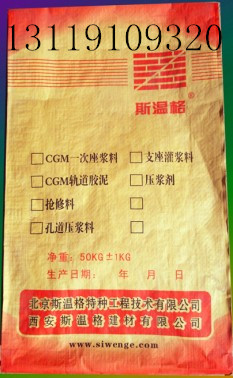 13119109320
斯温格®
□CGM一次座浆料 □支座灌浆料
□CGM轨道胶泥 □压浆剂
□抢修料
□孔道压浆料
净重：50KG±1KG
生产日期： 年 月 日
北京斯温格特种工程技术有限公司
西安斯温格建材有限公司
www.siwenge.com